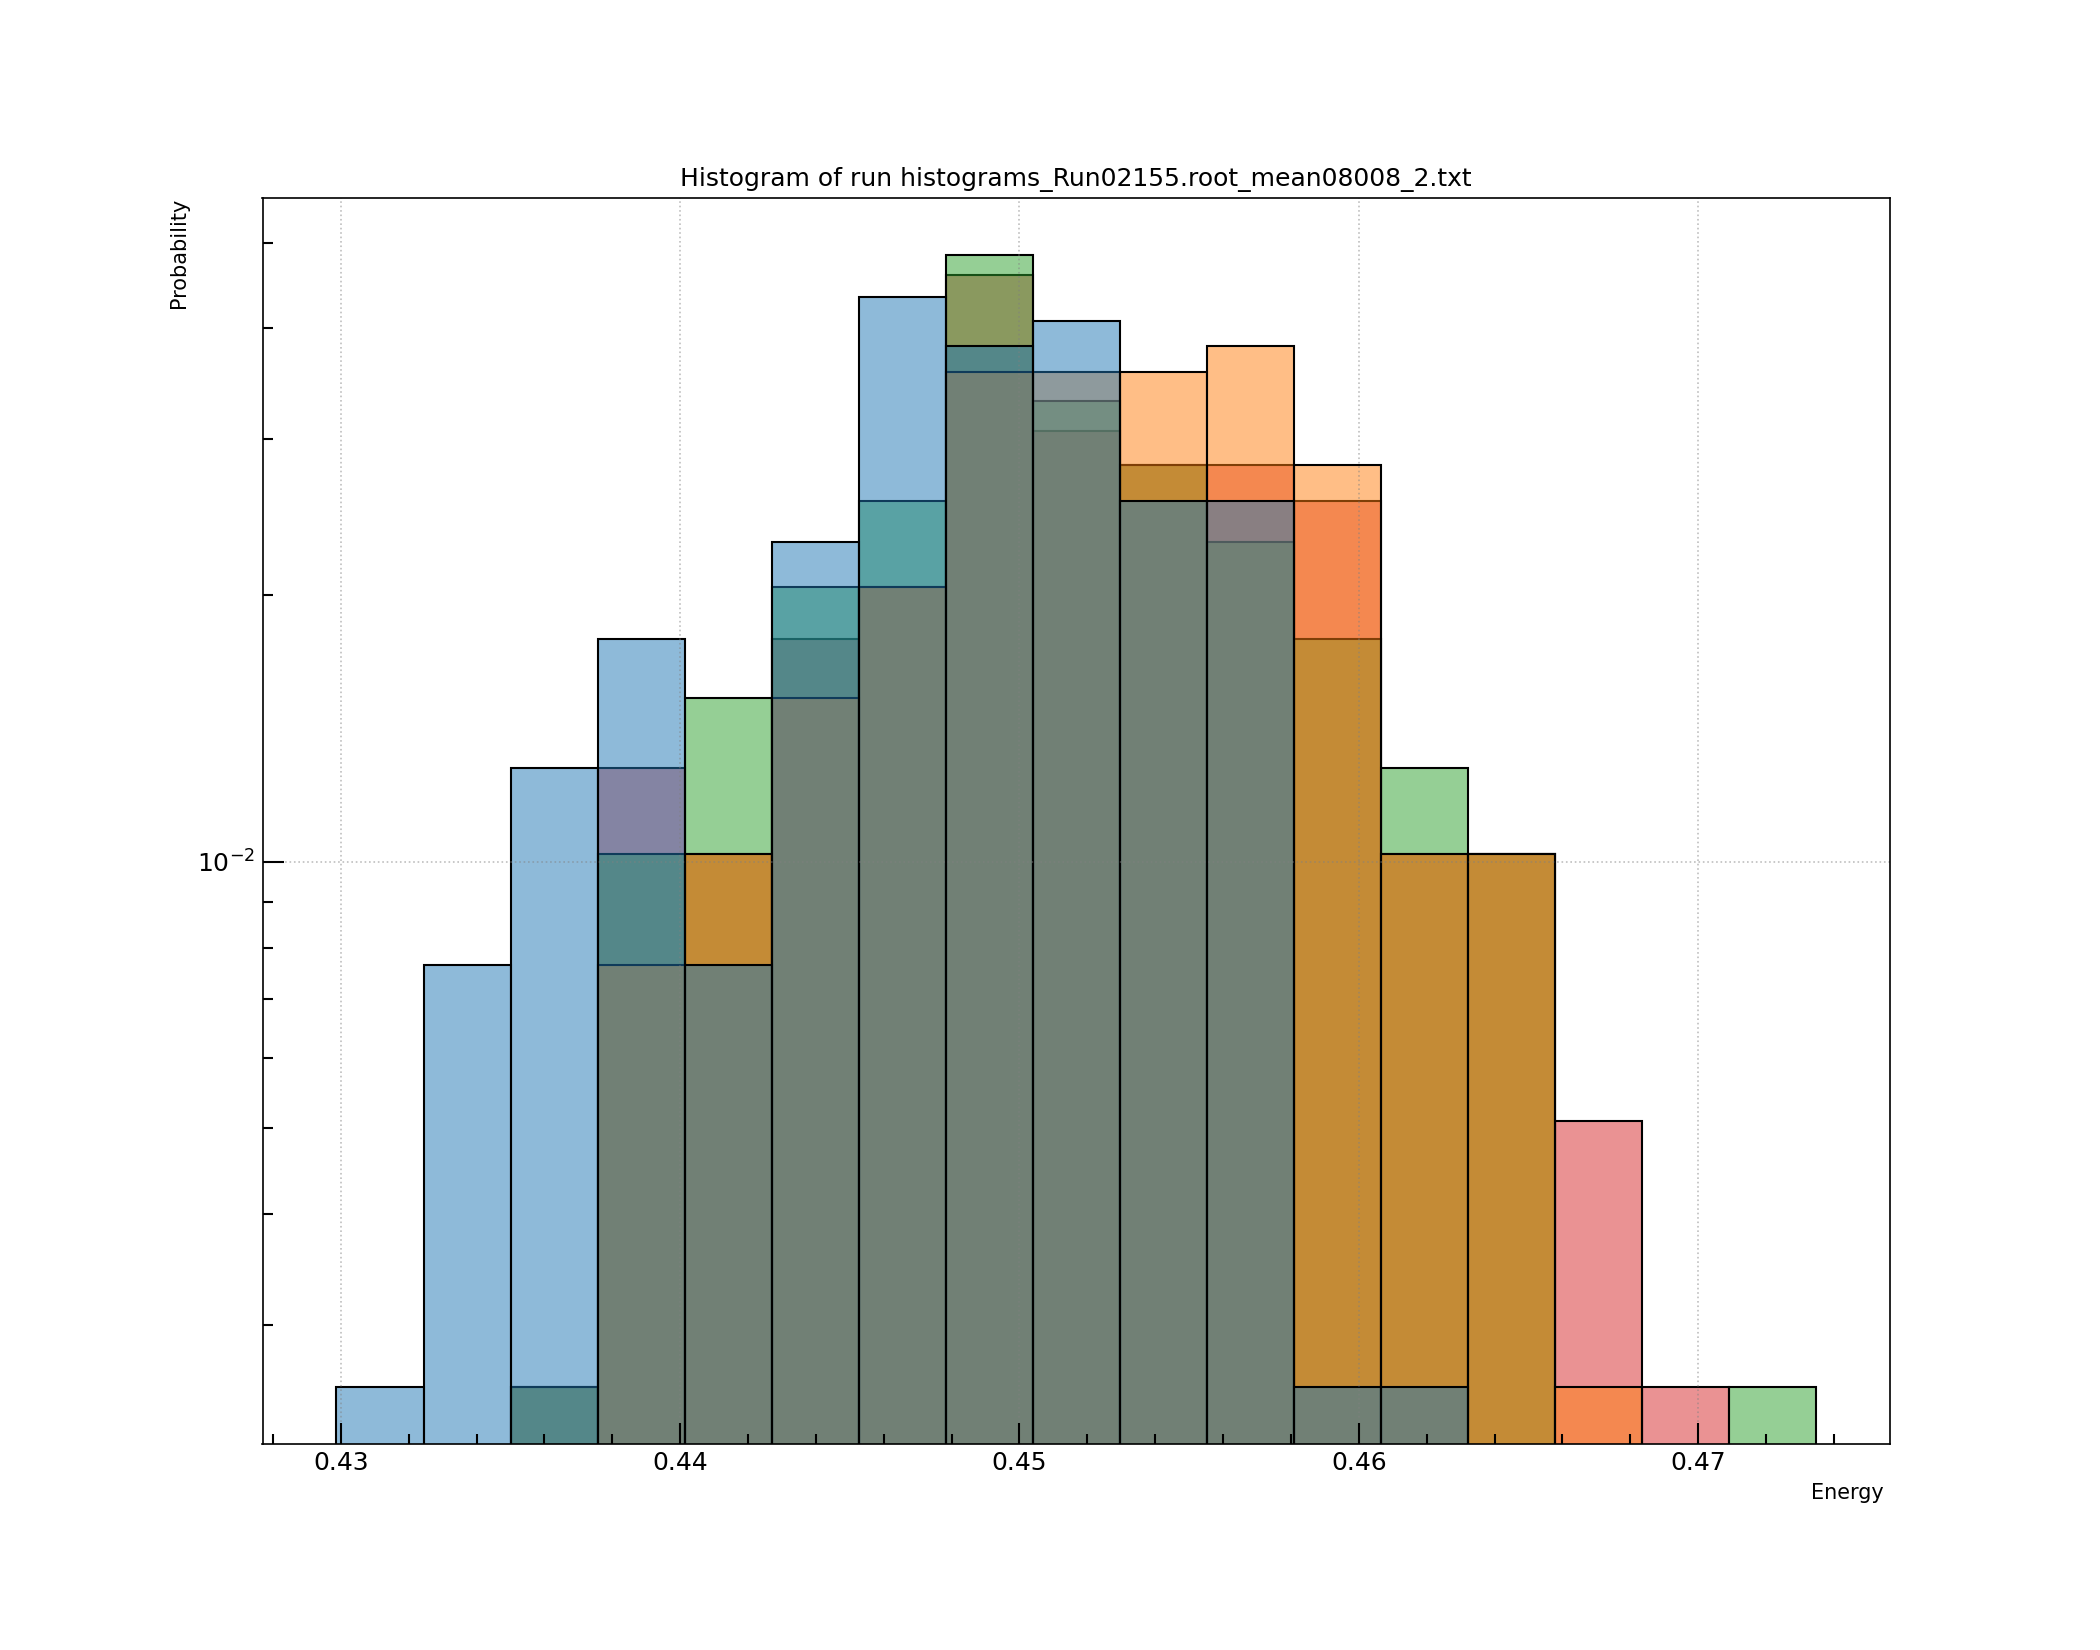 Histogram of run histograms_Run02155.root_mean08008_2.txt
Probability
10⁻²
0.43 0.44 0.45 0.46 0.47
Energy